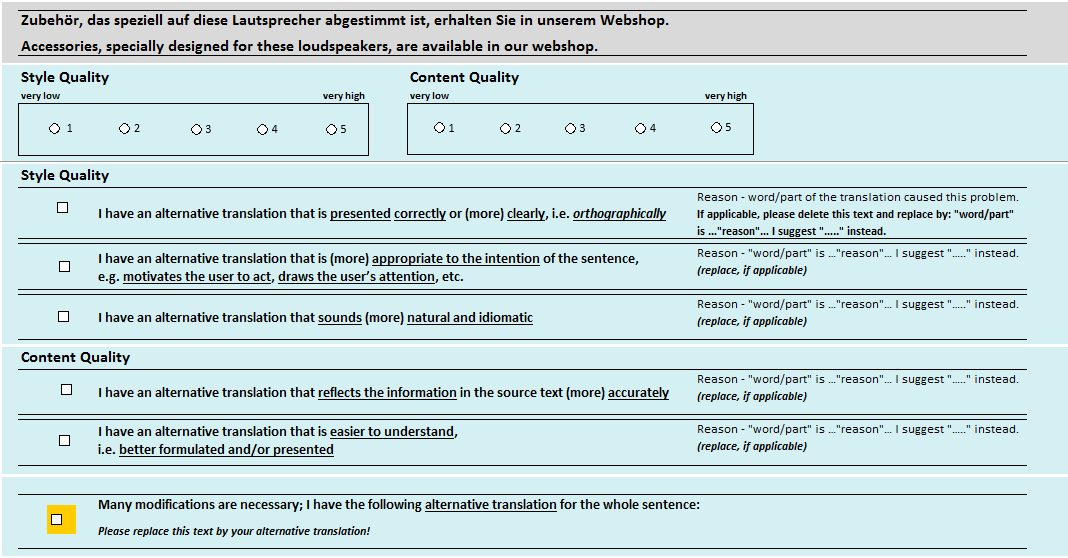 Zubehör, das speziell auf diese Lautsprecher abgestimmt ist, erhalten Sie in unserem Webshop.
Accessories, specially designed for these loudspeakers, are available in our webshop.
Style Quality
very low very high
1 2 3 4 5
Content Quality
very low very high
1 2 3 4 5
Style Quality
I have an alternative translation that is presented correctly or (more) clearly, i.e. orthographically
Reason - word/part of the translation caused this problem.
If applicable, please delete this text and replace by: "word/part"
is ..."reason"... I suggest "....." instead.
I have an alternative translation that is (more) appropriate to the intention of the sentence,
e.g. motivates the user to act, draws the user's attention, etc.
Reason - "word/part" is ..."reason"... I suggest "....." instead.
(replace, if applicable)
I have an alternative translation that sounds (more) natural and idiomatic
Reason - "word/part" is ..."reason"... I suggest "....." instead.
(replace, if applicable)
Content Quality
I have an alternative translation that reflects the information in the source text (more) accurately
Reason - "word/part" is ..."reason"... I suggest "....." instead.
(replace, if applicable)
I have an alternative translation that is easier to understand,
i.e. better formulated and/or presented
Reason - "word/part" is ..."reason"... I suggest "....." instead.
(replace, if applicable)
Many modifications are necessary; I have the following alternative translation for the whole sentence:
Please replace this text by your alternative translation!